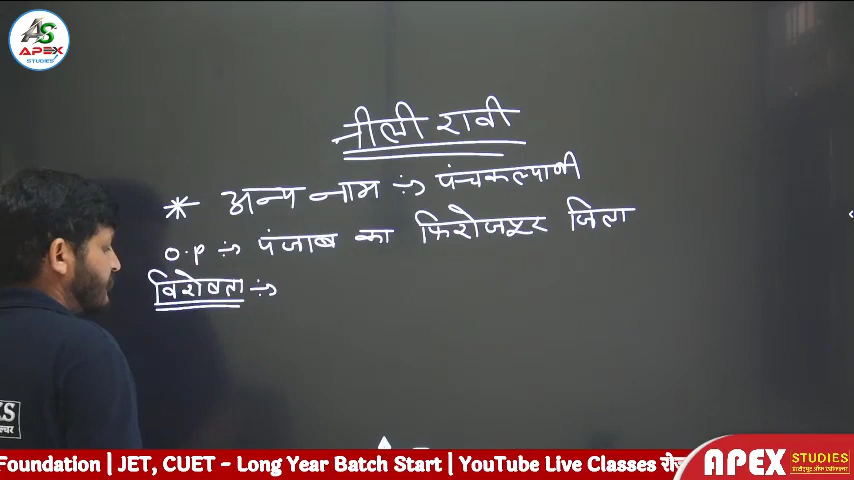 AS
APEX
STUDIES
नीली रावी
* अन्य नाम :-> पंचकल्याणी
O.P :-> पंजाब का फिरोजपुर जिला
विशेषता :->
Foundation | JET, CUET - Long Year Batch Start | YouTube Live Classes रोज
APEX STUDIES